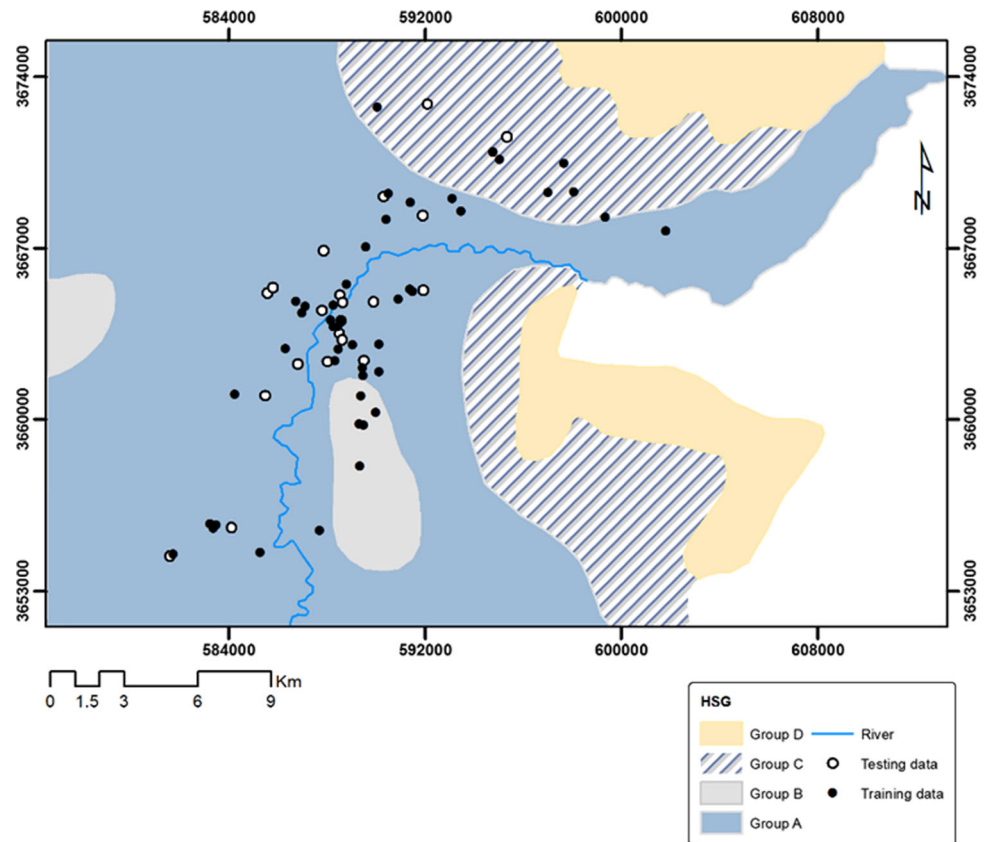 584000 592000 600000 608000
3674000 3674000
3667000 3667000
N
3660000 3660000
3653000 3653000
584000 592000 600000 608000
Km
0 1.5 3 6 9
HSG
Group D River
Group C Testing data
Group B Training data
Group A